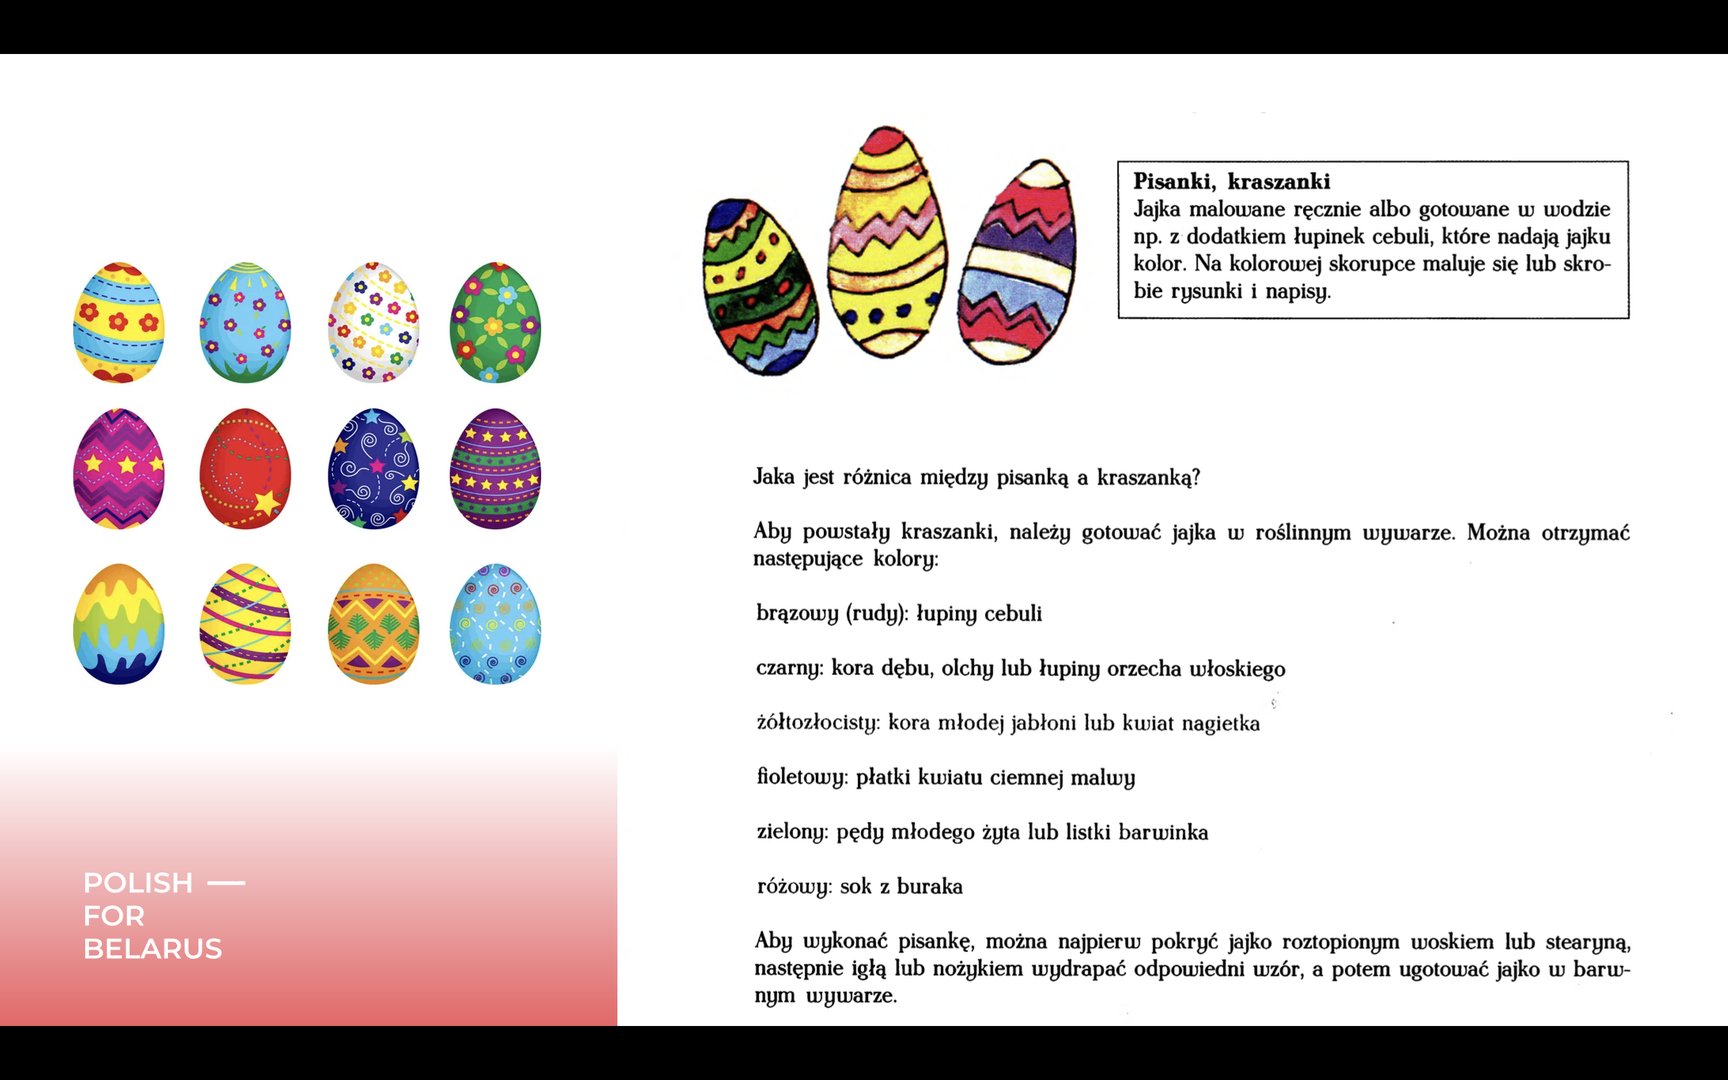 Pisanki, kraszanki
Jajka malowane ręcznie albo gotowane w wodzie
np. z dodatkiem łupinek cebuli, które nadają jajku
kolor. Na kolorowej skorupce maluje się lub skro-
bie rysunki i napisy.
Jaka jest różnica między pisanką a kraszanką?
Aby powstały kraszanki, należy gotować jajka w roślinnym wywarze. Można otrzymać
następujące kolory:
brązowy (rudy): łupiny cebuli
czarny: kora dębu, olchy lub łupiny orzecha włoskiego
żółtozłocisty: kora młodej jabłoni lub kwiat nagietka
fioletowy: płatki kwiatu ciemnej malwy
zielony: pędy młodego żyta lub listki barwinka
różowy: sok z buraka
Aby wykonać pisankę, można najpierw pokryć jajko roztopionym woskiem lub stearyną,
następnie igłą lub nożykiem wydrapać odpowiedni wzór, a potem ugotować jajko w barw-
nym wywarze.
POLISH —
FOR
BELARUS